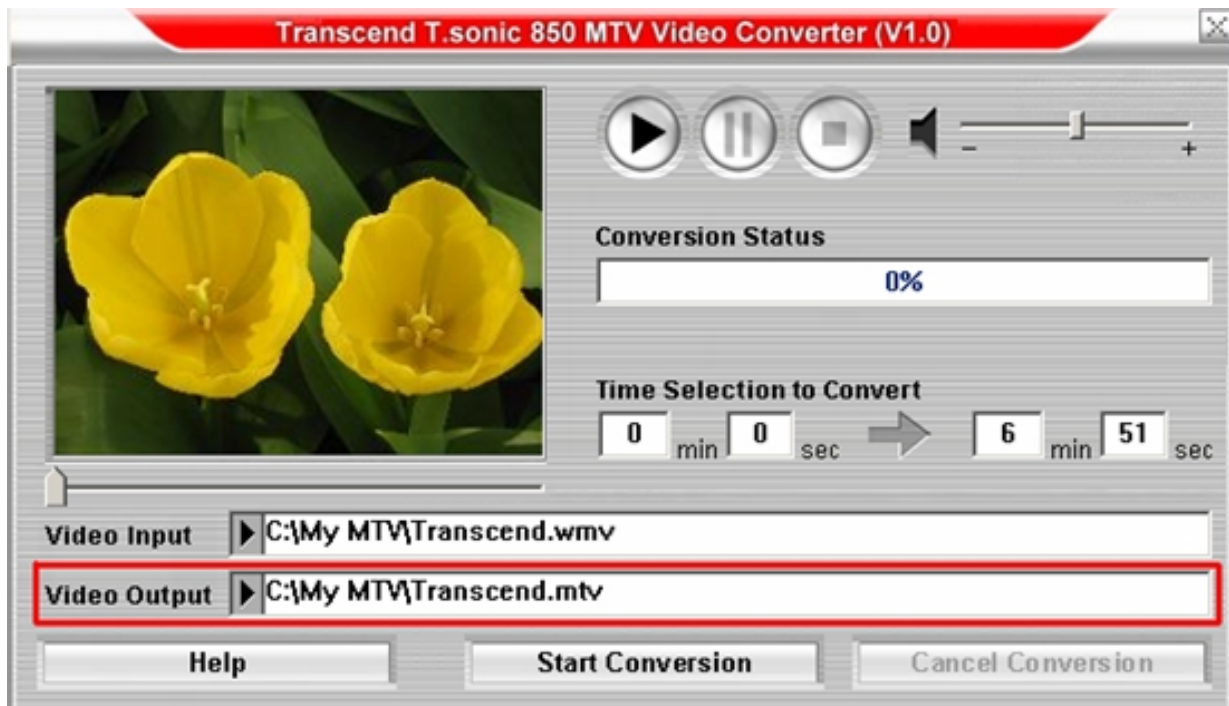 Transcend T.sonic 850 MTV Video Converter (V1.0)
- +
Conversion Status
0%
Time Selection to Convert
0 min 0 sec 6 min 51 sec
Video Input C:\My MTV\Transcend.wmv
Video Output C:\My MTV\Transcend.mtv
Help Start Conversion Cancel Conversion